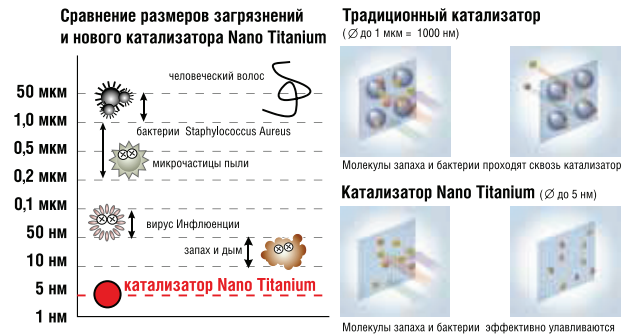 Сравнение размеров загрязнений
и нового катализатора Nano Titanium
человеческий волос
50 мкм
1,0 мкм
бактерии Staphylococcus Aureus
0,5 мкм
микрочастицы пыли
0,2 мкм
0,1 мкм
вирус Инфлюенции
50 нм
запах и дым
10 нм
5 нм
катализатор Nano Titanium
1 нм
Традиционный катализатор
(∅ до 1 мкм = 1000 нм)
Молекулы запаха и бактерии проходят сквозь катализатор
Катализатор Nano Titanium (∅ до 5 нм)
Молекулы запаха и бактерии эффективно улавливаются